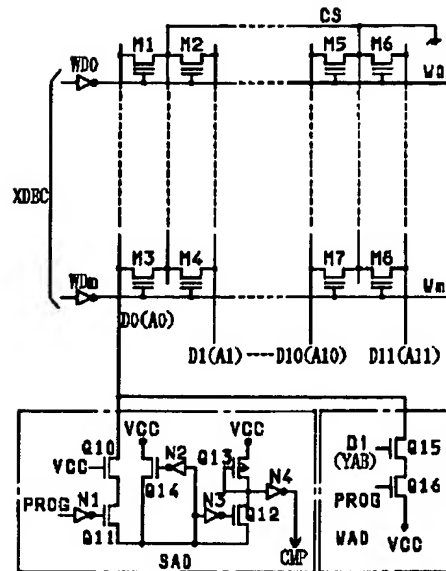 CS
M1 M2 M5 M6
WD0 W0
XDEC
M3 M4 M7 M8
WDm Wm
D0(A0)
D1(A1) ---- D10(A10) D11(A11)
VCC VCC
Q10 N2 Q13 N4 D1 Q15
VCC (YAB)
Q14 Q16
PROG N1 N3 Q12 PROG
Q11 WAD
SAD CMP VCC